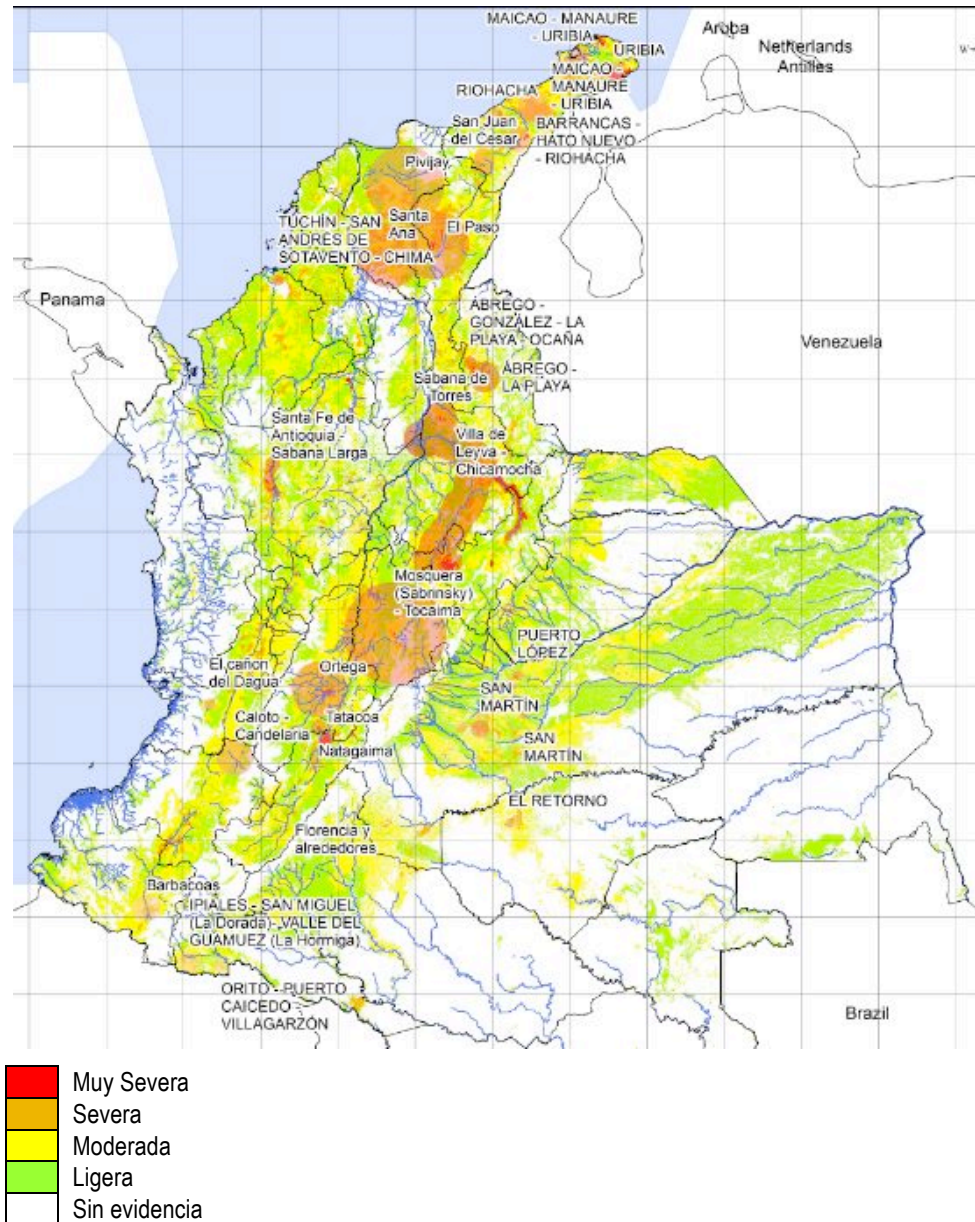 MAICAO - MANAURE
- URIBIA
URIBIA
Aroba
Netherlands
Antilles
MAICAO -
MANAURE
- URIBIA
RIOHACHA
San Juan
del Cesar
BARRANCAS -
HATO NUEVO
- RIOHACHA
Pivijay
Santa
Ana
El Paso
TUCHÍN - SAN
ANDRES DE
SOTAVENTO - CHIMA
Panama
ÁBREGO -
GONZÁLEZ - LA
PLAYA - OCAÑA
ÁBREGO -
LA PLAYA
Venezuela
Sabana de
Torres
Santa Fe de
Antioquia -
Sabana Larga
Villa de
Leyva -
Chicamocha
Mosquera
(Sabrinsky)
- Tocaima
PUERTO
LÓPEZ
El cañon
del Dagua
Ortega
SAN
MARTÍN
Caloto -
Candelaria
Tatacoa
Natagaima
SAN
MARTÍN
EL RETORNO
Florencia y
alrededores
Barbacoas
IPIALES - SAN MIGUEL
(La Dorada)- VALLE DEL
GUAMUEZ (La Hormiga)
ORITO - PUERTO
CAICEDO -
VILLAGARZÓN
Brazil
Muy Severa
Severa
Moderada
Ligera
Sin evidencia